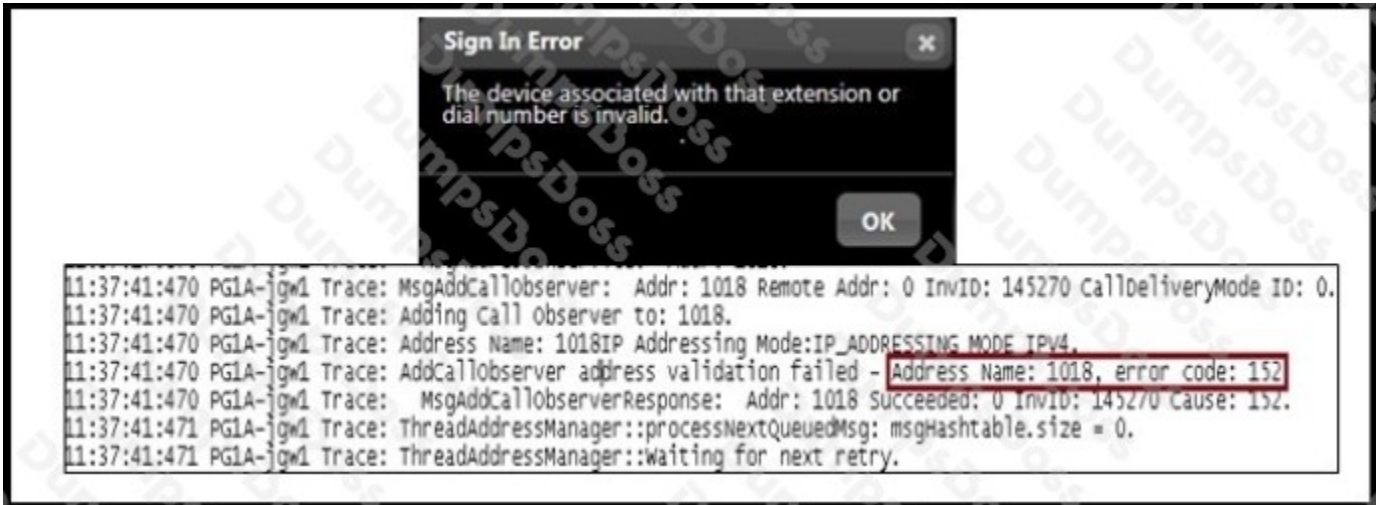 Sign In Error
The device associated with that extension or
dial number is invalid.
OK
11:37:41:470 PG1A-jgw1 Trace: MsgAddCallObserver: Addr: 1018 Remote Addr: 0 InvID: 145270 CallDeliveryMode ID: 0.
11:37:41:470 PG1A-jgw1 Trace: Adding Call Observer to: 1018.
11:37:41:470 PG1A-jgw1 Trace: Address Name: 1018IP Addressing Mode:IP_ADDRESSING_MODE_IPV4.
11:37:41:470 PG1A-jgw1 Trace: AddCallObserver address validation failed - Address Name: 1018, error code: 152
11:37:41:470 PG1A-jgw1 Trace: MsgAddCallObserverResponse: Addr: 1018 Succeeded: 0 InvID: 145270 Cause: 152.
11:37:41:471 PG1A-jgw1 Trace: ThreadAddressManager::processNextQueuedMsg: msgHashtable.size = 0.
11:37:41:471 PG1A-jgw1 Trace: ThreadAddressManager::Waiting for next retry.
DumpsDoss